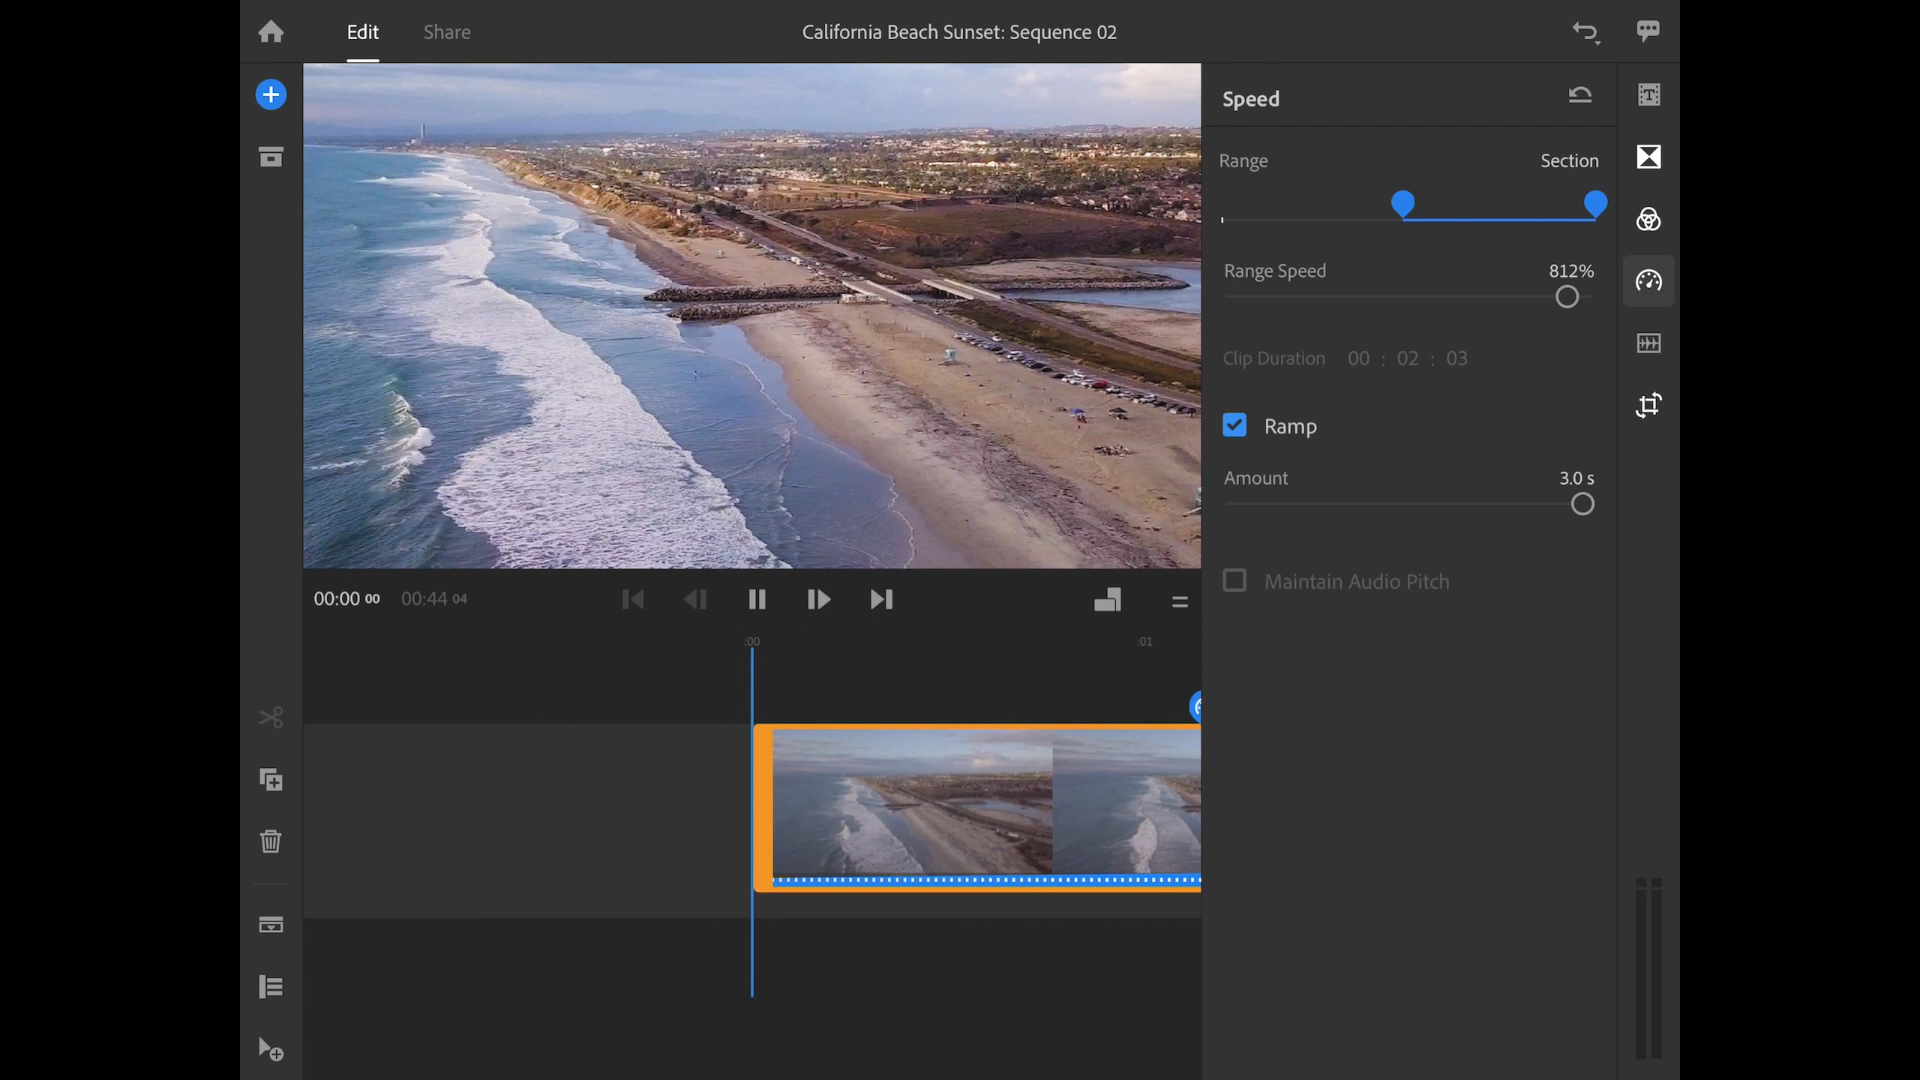 Edit Share California Beach Sunset: Sequence 02
Speed
Range Section
Range Speed 812%
Clip Duration 00 : 02 : 03
Ramp
Amount 3.0 s
Maintain Audio Pitch
00:00 00 00:44 04
:00 :01